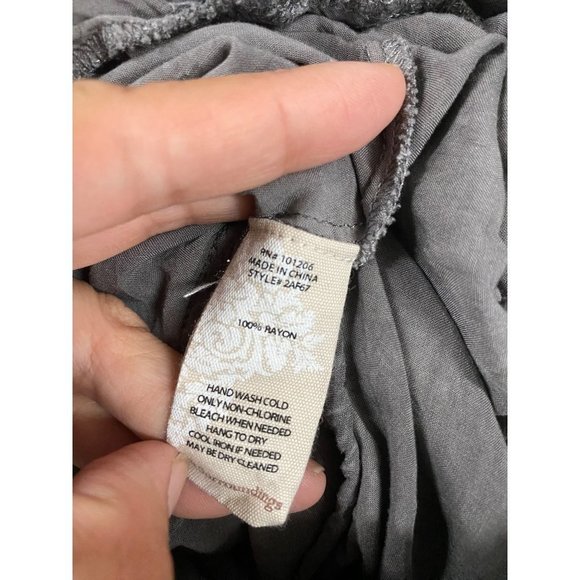 RN# 101206
MADE IN CHINA
STYLE# 2AF67
100% RAYON
HAND WASH COLD
ONLY NON-CHLORINE
BLEACH WHEN NEEDED
HANG TO DRY
COOL IRON IF NEEDED
MAY BE DRY CLEANED